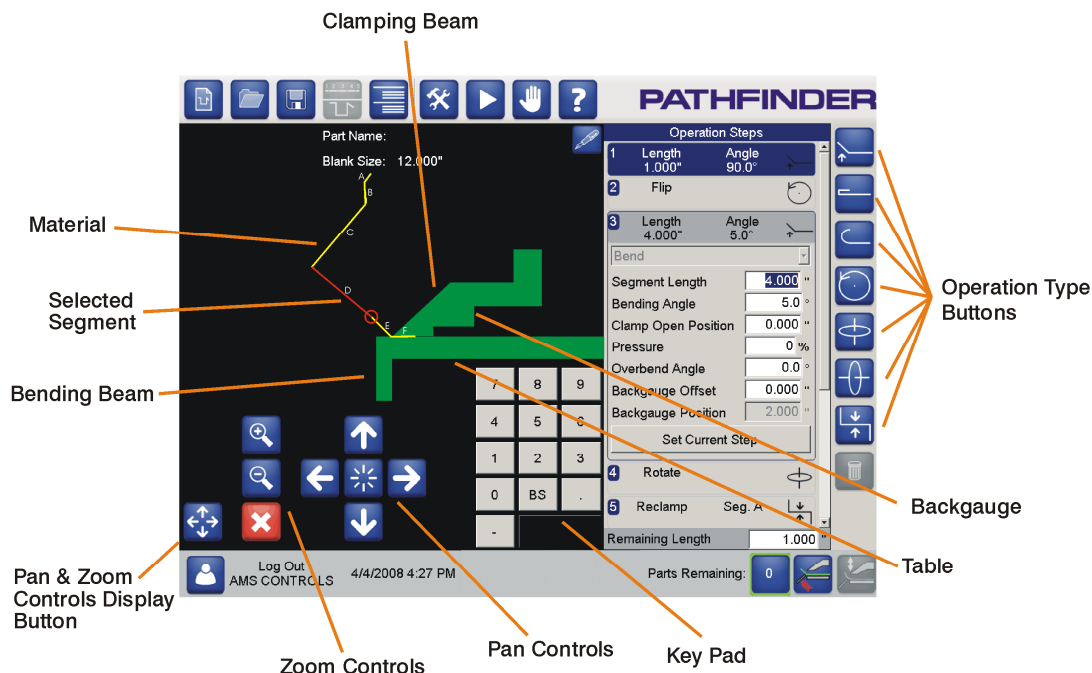 Clamping Beam
PATHFINDER
Part Name:
Blank Size: 12.000"
A
B
C
D
E
F
Operation Steps
1 Length Angle
1.000" 90.0°
2 Flip
3 Length Angle
4.000" 5.0°
Bend
Segment Length 4.000 "
Bending Angle 5.0 °
Clamp Open Position 0.000 "
Pressure 0 %
Overbend Angle 0.0 °
Backgauge Offset 0.000 "
Backgauge Position 2.000 "
Set Current Step
4 Rotate
5 Reclamp Seg. A
Remaining Length 1.000 "
7 8 9
4 5 6
1 2 3
0 BS .
-
Log Out
AMS CONTROLS
4/4/2008 4:27 PM
Parts Remaining: 0
Material
Selected
Segment
Bending Beam
Pan & Zoom
Controls Display
Button
Zoom Controls
Pan Controls
Key Pad
Table
Backgauge
Operation Type
Buttons